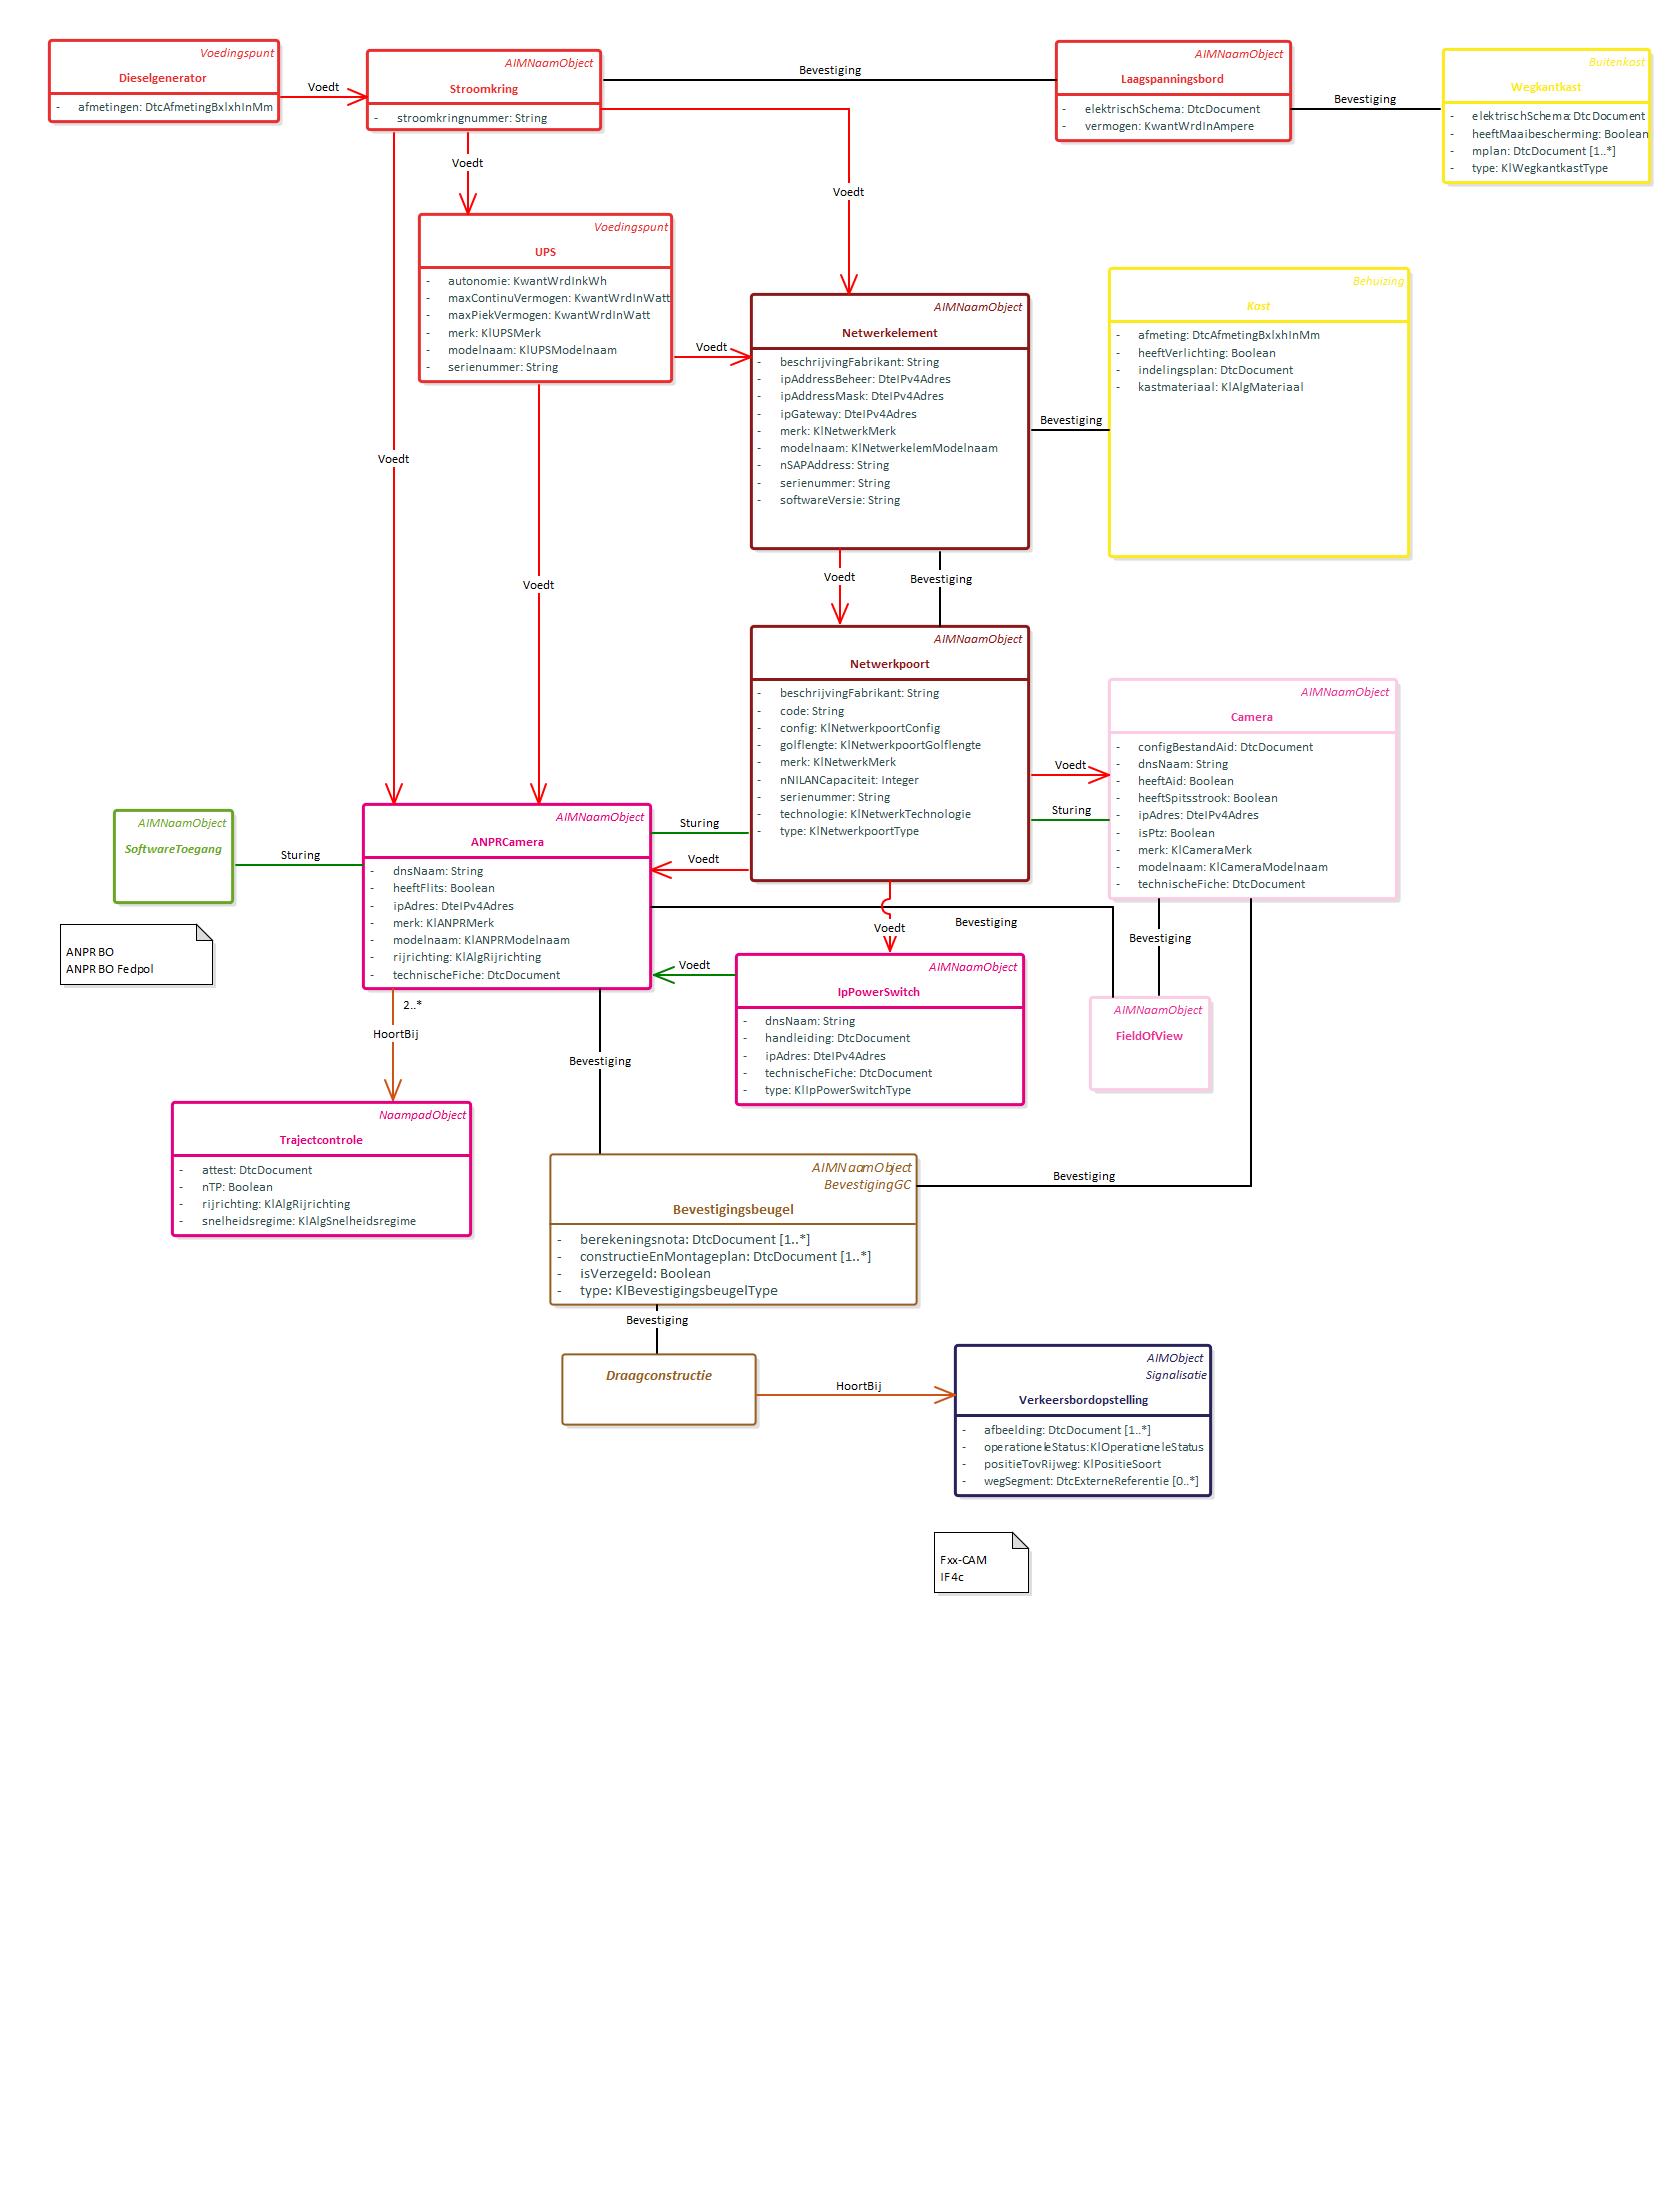 Voedingspunt
Dieselgenerator
- afmetingen: DtcAfmetingBxlxhInMm
Voedt
AIMNaamObject
Stroomkring
- stroomkringnummer: String
Bevestiging
AIMNaamObject
Laagspanningsbord
- elektrischSchema: DtcDocument
- vermogen: KwantWrdInAmpere
Bevestiging
Buitenkast
Wegkantkast
- elektrischSchema: DtcDocument
- heeftMaaibescherming: Boolean
- mplan: DtcDocument [1..*]
- type: KlWegkantkastType
Voedt
Voedt
Voedingspunt
UPS
- autonomie: KwantWrdInkWh
- maxContinuVermogen: KwantWrdInWatt
- maxPiekVermogen: KwantWrdInWatt
- merk: KlUPSMerk
- modelnaam: KlUPSModelnaam
- serienummer: String
Voedt
AIMNaamObject
Netwerkelement
- beschrijvingFabrikant: String
- ipAddressBeheer: DteIPv4Adres
- ipAddressMask: DteIPv4Adres
- ipGateway: DteIPv4Adres
- merk: KlNetwerkMerk
- modelnaam: KlNetwerkelemModelnaam
- nSAPAddress: String
- serienummer: String
- softwareVersie: String
Bevestiging
Behuizing
Kast
- afmeting: DtcAfmetingBxlxhInMm
- heeftVerlichting: Boolean
- indelingsplan: DtcDocument
- kastmateriaal: KlAlgMateriaal
Voedt
Voedt
Voedt
Bevestiging
AIMNaamObject
Netwerkpoort
- beschrijvingFabrikant: String
- code: String
- config: KlNetwerkpoortConfig
- golflengte: KlNetwerkpoortGolflengte
- merk: KlNetwerkMerk
- nNILANCapaciteit: Integer
- serienummer: String
- technologie: KlNetwerkTechnologie
- type: KlNetwerkpoortType
Voedt
Sturing
AIMNaamObject
Camera
- configBestandAid: DtcDocument
- dnsNaam: String
- heeftAid: Boolean
- heeftSpitsstrook: Boolean
- ipAdres: DteIPv4Adres
- isPtz: Boolean
- merk: KlCameraMerk
- modelnaam: KlCameraModelnaam
- technischeFiche: DtcDocument
AIMNaamObject
SoftwareToegang
Sturing
AIMNaamObject
ANPRCamera
- dnsNaam: String
- heeftFlits: Boolean
- ipAdres: DteIPv4Adres
- merk: KlANPRMerk
- modelnaam: KlANPRModelnaam
- rijrichting: KlAlgRijrichting
- technischeFiche: DtcDocument
Sturing
Voedt
Bevestiging
Voedt
Bevestiging
ANPR BO
ANPR BO Fedpol
Voedt
AIMNaamObject
IpPowerSwitch
- dnsNaam: String
- handleiding: DtcDocument
- ipAdres: DteIPv4Adres
- technischeFiche: DtcDocument
- type: KlIpPowerSwitchType
AIMNaamObject
FieldOfView
2..*
HoortBij
Bevestiging
NaampadObject
Trajectcontrole
- attest: DtcDocument
- nTP: Boolean
- rijrichting: KlAlgRijrichting
- snelheidsregime: KlAlgSnelheidsregime
AIMNaamObject
BevestigingGC
Bevestigingsbeugel
- berekeningsnota: DtcDocument [1..*]
- constructieEnMontageplan: DtcDocument [1..*]
- isVerzegeld: Boolean
- type: KlBevestigingsbeugelType
Bevestiging
Bevestiging
Draagconstructie
HoortBij
AIMObject
Signalisatie
Verkeersbordopstelling
- afbeelding: DtcDocument [1..*]
- operationeleStatus: KlOperationeleStatus
- positieTovRijweg: KlPositieSoort
- wegSegment: DtcExterneReferentie [0..*]
Fxx-CAM
IF4c